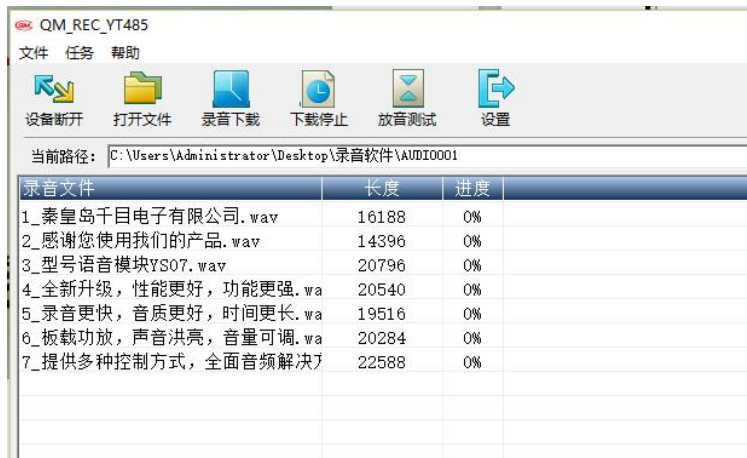 QM_REC_YT485
文件 任务 帮助
设备断开 打开文件 录音下载 下载停止 放音测试 设置
当前路径: C:\Users\Administrator\Desktop\录音软件\AUDIO001
录音文件 长度 进度
1_秦皇岛千目电子有限公司.wav 16188 0%
2_感谢您使用我们的产品.wav 14396 0%
3_型号语音模块YS07.wav 20796 0%
4_全新升级，性能更好，功能更强.wa 20540 0%
5_录音更快，音质更好，时间更长.wa 19516 0%
6_板载功放，声音洪亮，音量可调.wa 20284 0%
7_提供多种控制方式，全面音频解决方 22588 0%